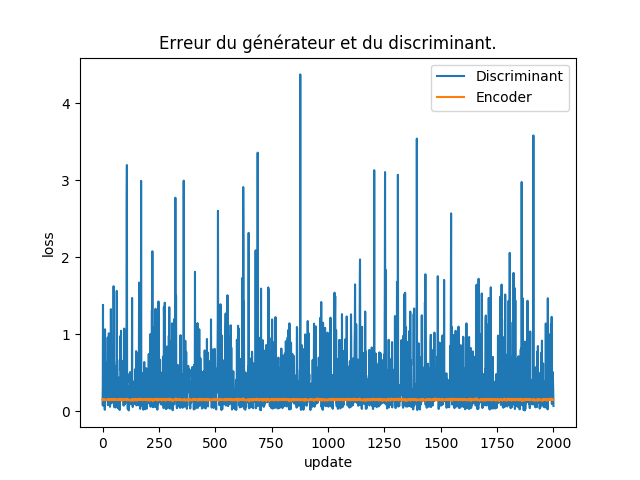 Erreur du générateur et du discriminant.
Discriminant
Encoder
4
3
2
1
0
loss
0
250
500
750
1000
1250
1500
1750
2000
update